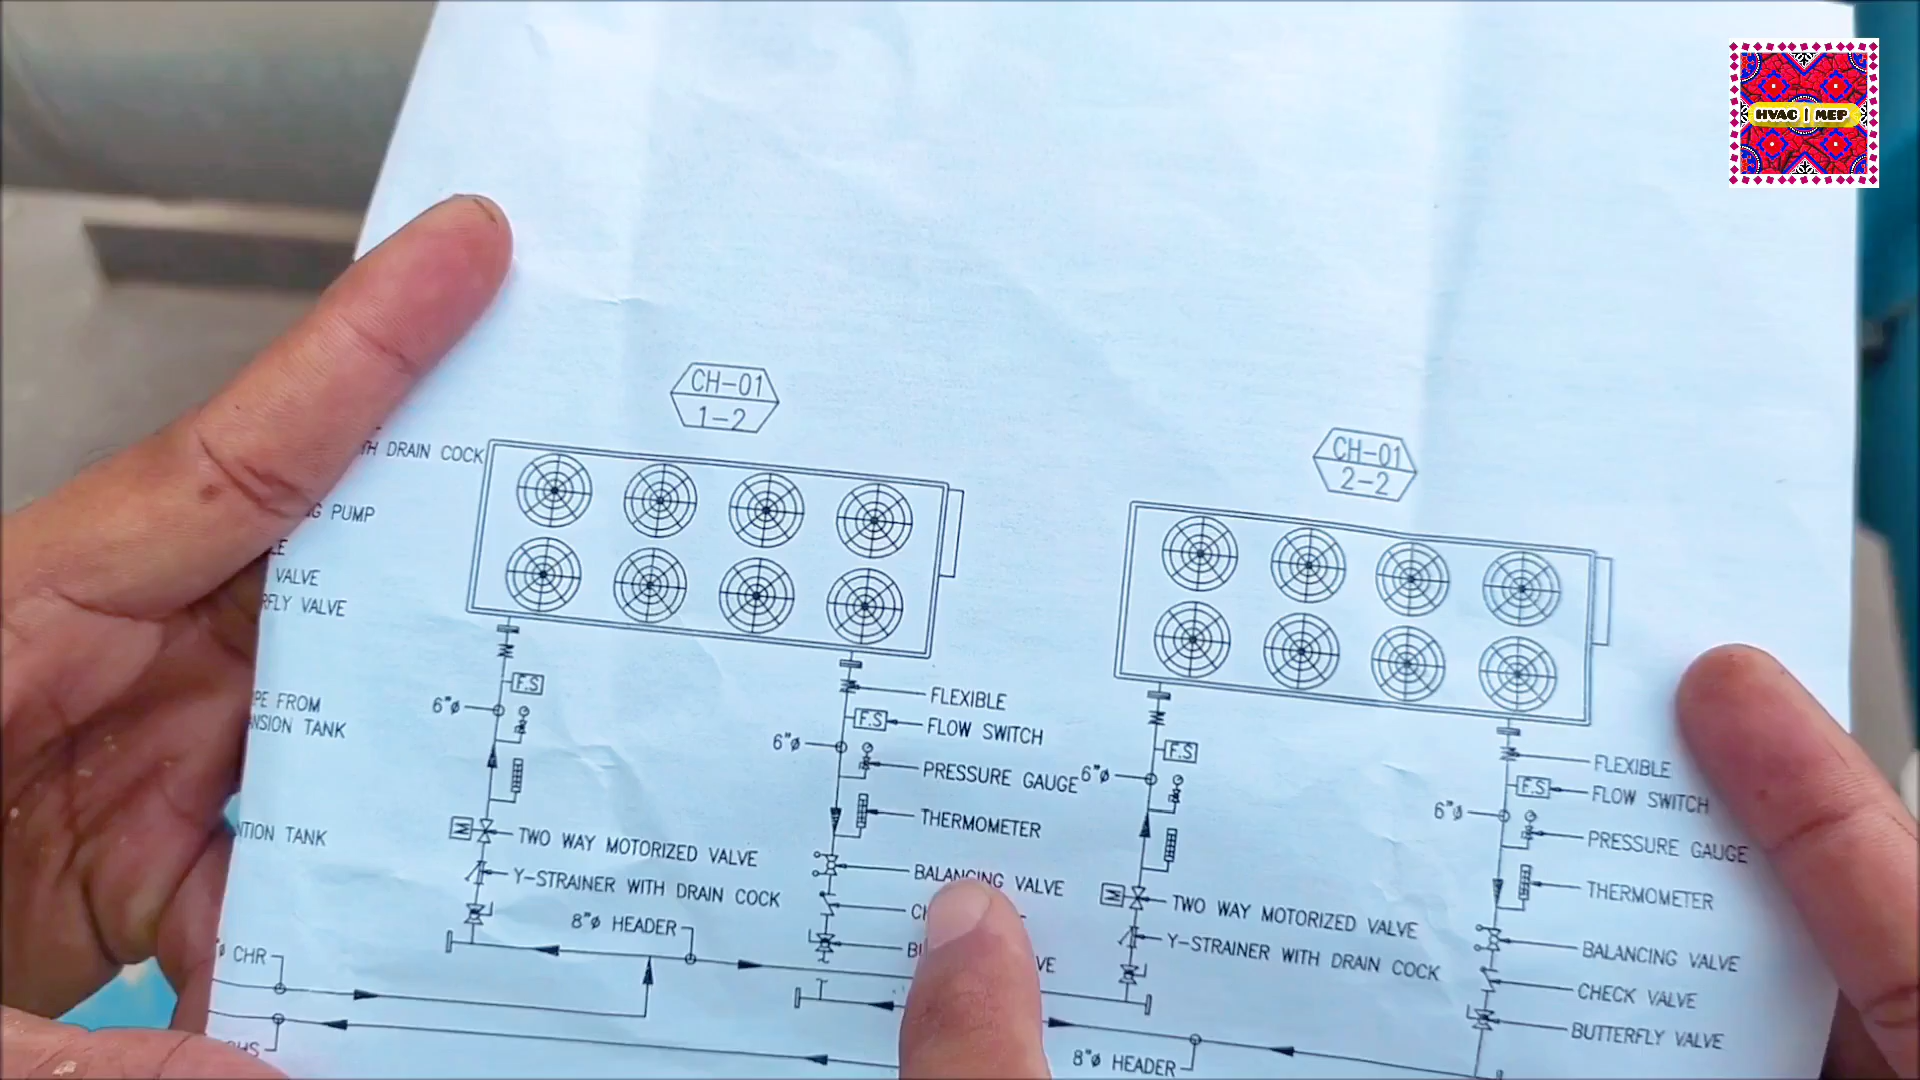 HVAC | MEP
CH-01
1-2
CH-01
2-2
DRAIN COCK
PUMP
VALVE
VALVE
FROM
TANK
TANK
F.S
6"ø
6"ø
FLEXIBLE
F.S
FLOW SWITCH
PRESSURE GAUGE
THERMOMETER
M
TWO WAY MOTORIZED VALVE
BALANCING VALVE
Y-STRAINER WITH DRAIN COCK
8"ø HEADER
F.S
6"ø
6"ø
FLEXIBLE
F.S
FLOW SWITCH
PRESSURE GAUGE
THERMOMETER
M
TWO WAY MOTORIZED VALVE
Y-STRAINER WITH DRAIN COCK
BALANCING VALVE
CHECK VALVE
BUTTERFLY VALVE
CHR
8"ø HEADER